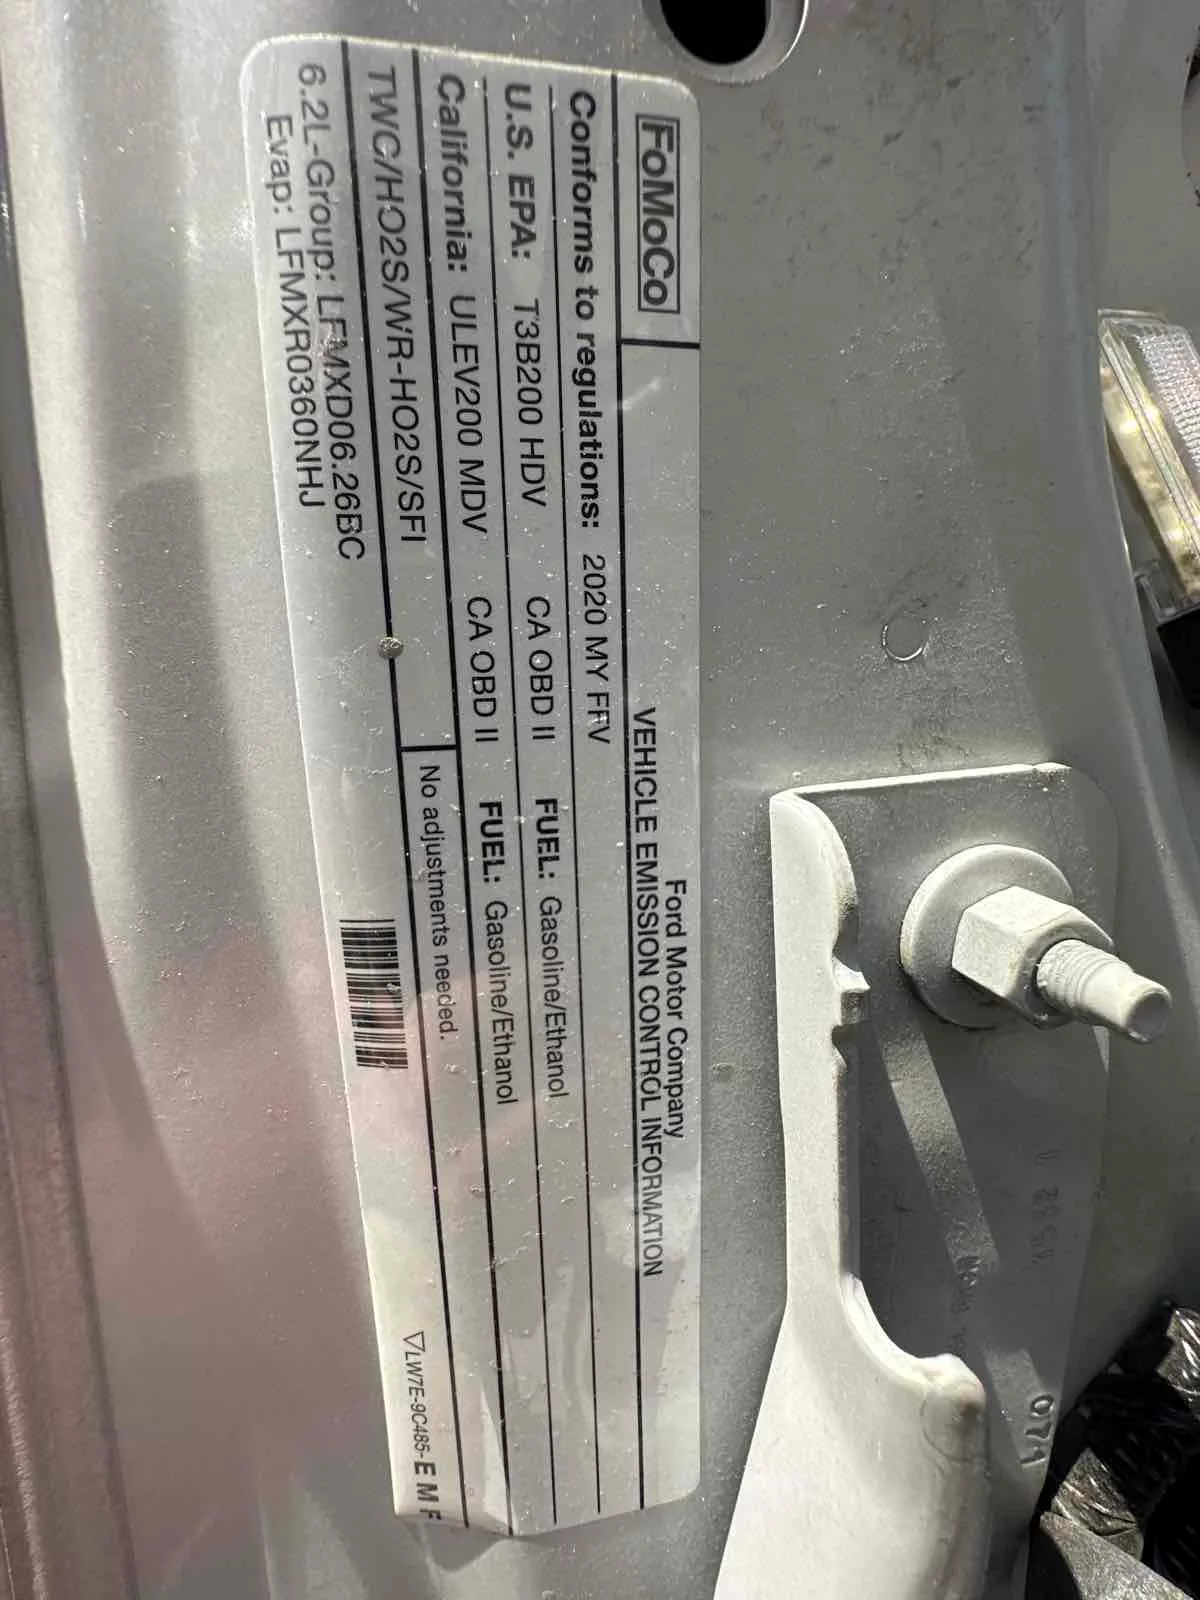 FoMoCo
Ford Motor Company
VEHICLE EMISSION CONTROL INFORMATION
Conforms to regulations: 2020 MY FFV
U.S. EPA: T3B200 HDV CA OBD II FUEL: Gasoline/Ethanol
California: ULEV200 MDV CA OBD II FUEL: Gasoline/Ethanol
TWC/HO2S/WR-HO2S/SFI
No adjustments needed.
6.2L-Group: LFMXD06.26BC
Evap: LFMXR0360NHJ
▽LW7E-9C485-EMF